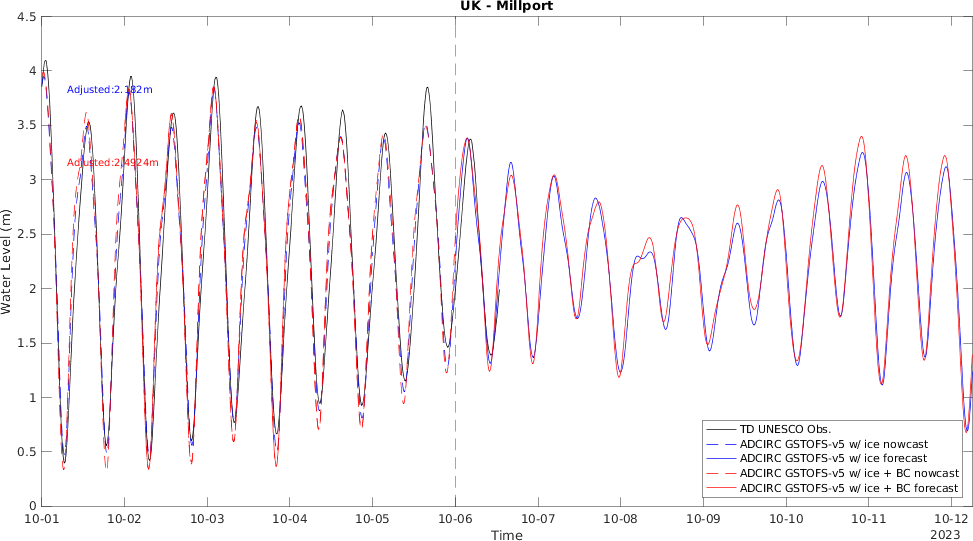 UK - Millport
4.5
4
3.5
3
2.5
2
1.5
1
0.5
0
Water Level (m)
Adjusted:2.182m
Adjusted:2.4924m
TD UNESCO Obs.
ADCIRC GSTOFS-v5 w/ ice nowcast
ADCIRC GSTOFS-v5 w/ ice forecast
ADCIRC GSTOFS-v5 w/ ice + BC nowcast
ADCIRC GSTOFS-v5 w/ ice + BC forecast
10-01 10-02 10-03 10-04 10-05 10-06 10-07 10-08 10-09 10-10 10-11 10-12
Time
2023